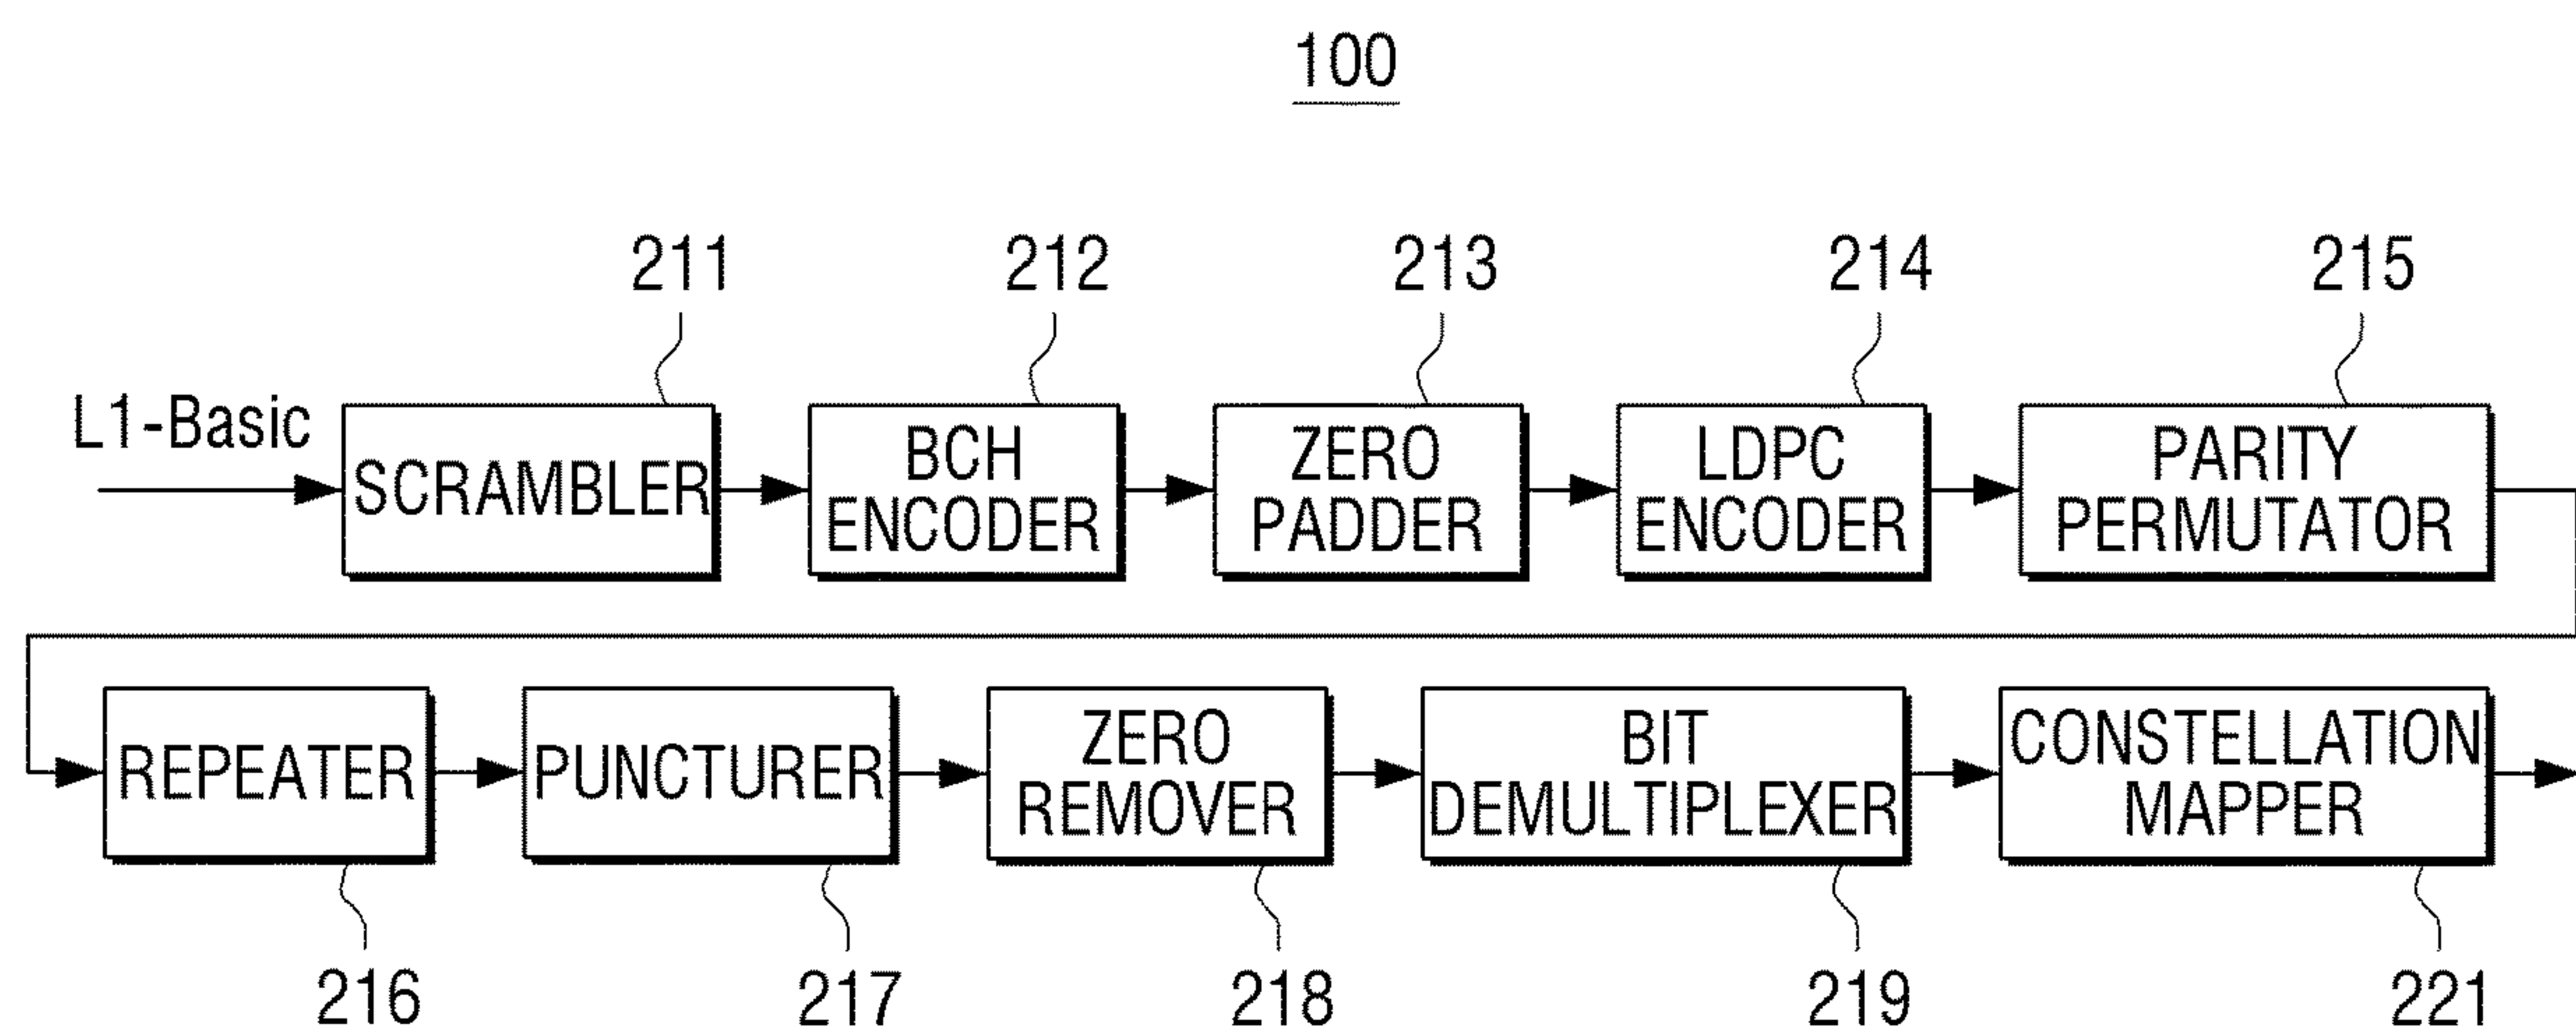 100
211
212
213
214
215
L1-Basic
SCRAMBLER
BCH
ENCODER
ZERO
PADDER
LDPC
ENCODER
PARITY
PERMUTATOR
REPEATER
PUNCTURER
ZERO
REMOVER
BIT
DEMULTIPLEXER
CONSTELLATION
MAPPER
216
217
218
219
221